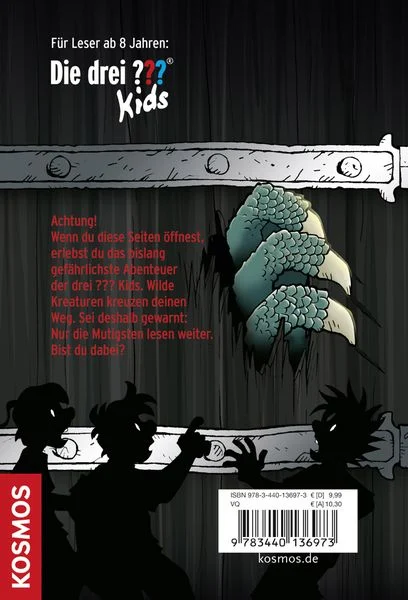 Für Leser ab 8 Jahren:
Die drei ???®
Kids
Achtung!
Wenn du diese Seiten öffnest,
erlebst du das bislang
gefährlichste Abenteuer
der drei ??? Kids. Wilde
Kreaturen kreuzen deinen
Weg. Sei deshalb gewarnt:
Nur die Mutigsten lesen weiter.
Bist du dabei?
KOSMOS
ISBN 978-3-440-13697-3 € [D] 9,99
VQ € [A] 10,30
9 783440 136973
kosmos.de